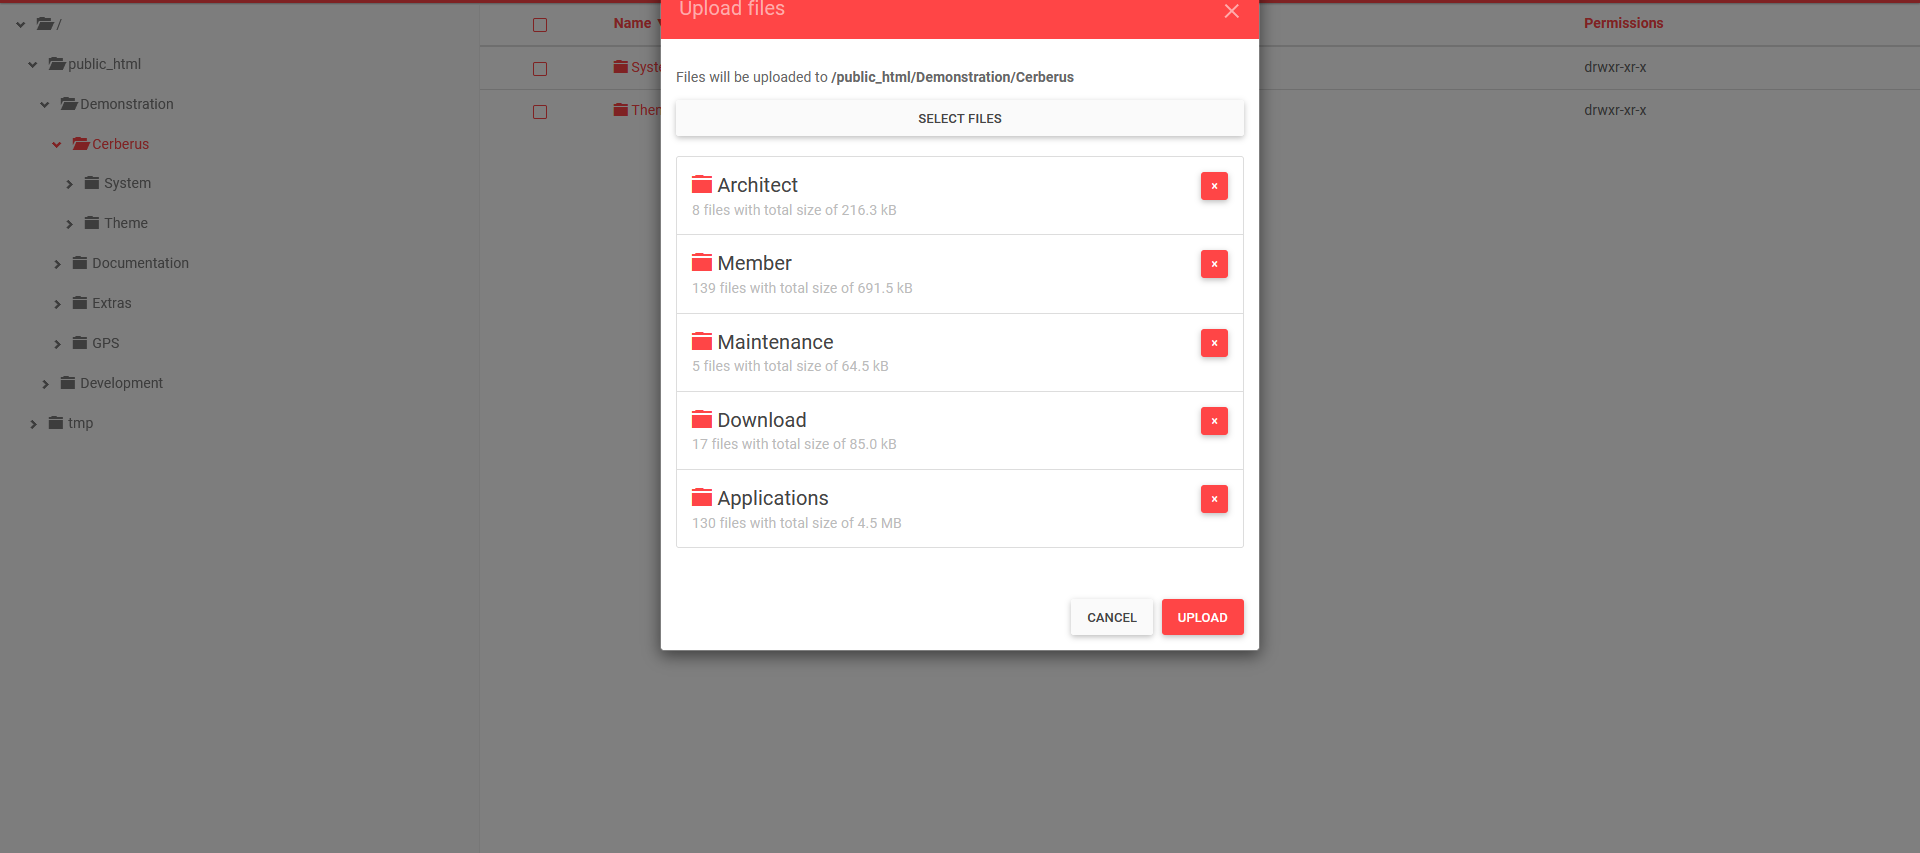 /
public_html
Demonstration
Cerberus
System
Theme
Documentation
Extras
GPS
Development
tmp
Name
Permissions
drwxr-xr-x
drwxr-xr-x
Upload files
Files will be uploaded to /public_html/Demonstration/Cerberus
SELECT FILES
Architect
×
8 files with total size of 216.3 kB
Member
×
139 files with total size of 691.5 kB
Maintenance
×
5 files with total size of 64.5 kB
Download
×
17 files with total size of 85.0 kB
Applications
×
130 files with total size of 4.5 MB
CANCEL
UPLOAD